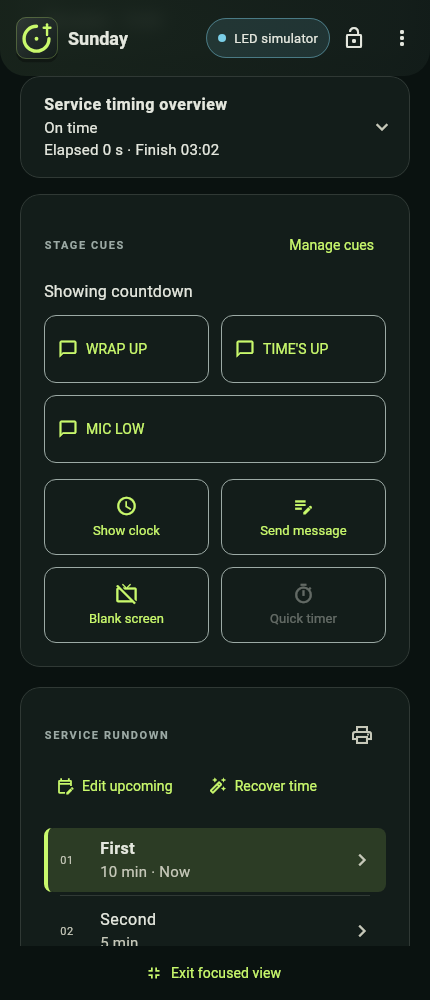 Sunday
LED simulator
Service timing overview
On time
Elapsed 0 s · Finish 03:02
STAGE CUES
Manage cues
Showing countdown
WRAP UP
TIME'S UP
MIC LOW
Show clock
Send message
Blank screen
Quick timer
SERVICE RUNDOWN
Edit upcoming
Recover time
01
First
10 min · Now
02
Second
5 min
Exit focused view